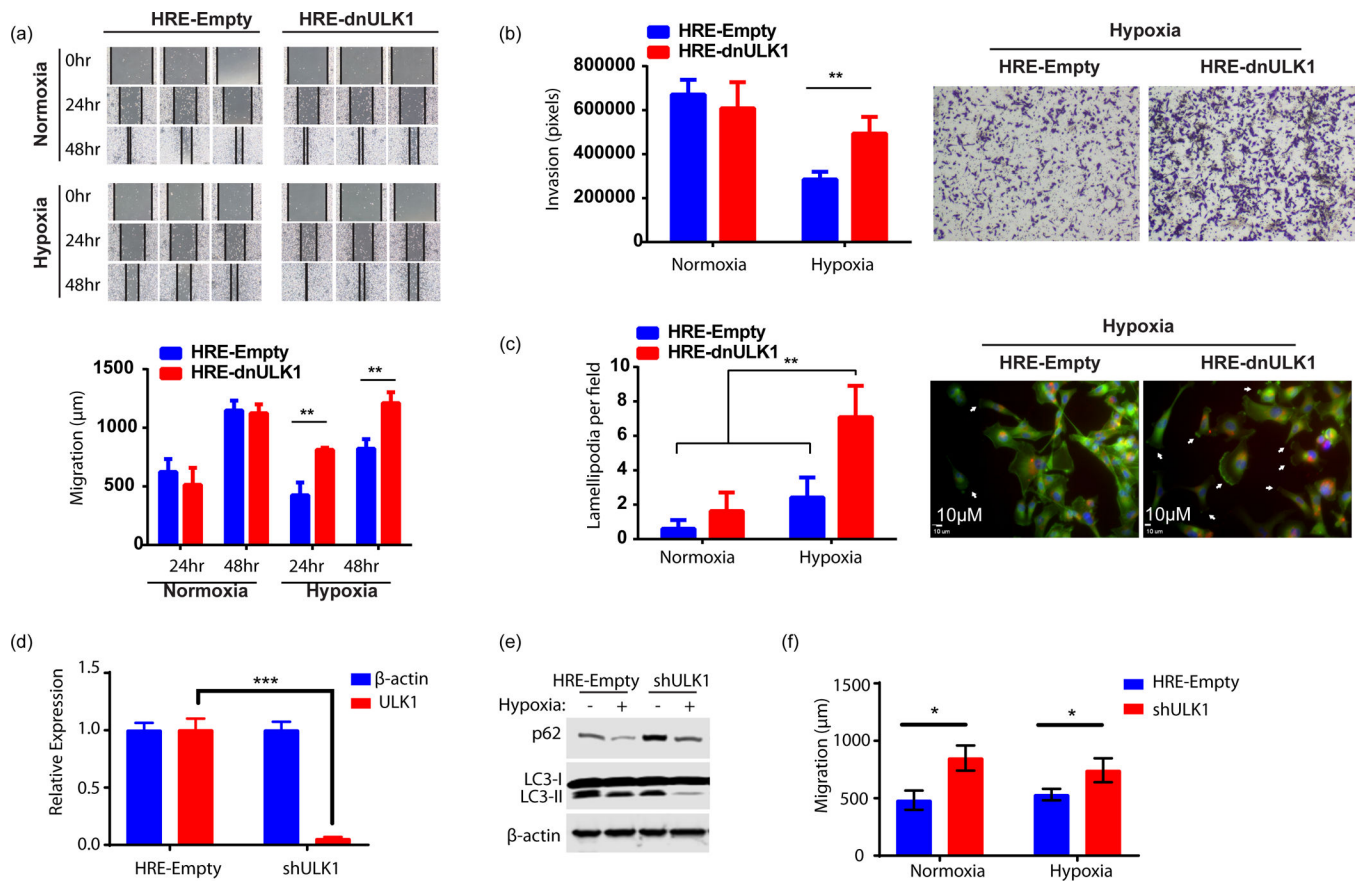 (a)
HRE-Empty
HRE-dnULK1
Normoxia
0hr
24hr
48hr
Hypoxia
0hr
24hr
48hr
HRE-Empty
HRE-dnULK1
Migration (µm)
1500
1000
500
0
**
**
24hr 48hr 24hr 48hr
Normoxia Hypoxia
(b)
HRE-Empty
HRE-dnULK1
Invasion (pixels)
800000
600000
400000
200000
0
**
Normoxia Hypoxia
Hypoxia
HRE-Empty HRE-dnULK1
(c)
HRE-Empty
HRE-dnULK1
Lamellipodia per field
10
8
6
4
2
0
**
Normoxia Hypoxia
Hypoxia
HRE-Empty HRE-dnULK1
10µM
10 um
10µM
10 um
(d)
Relative Expression
1.5
1.0
0.5
0.0
***
β-actin
ULK1
HRE-Empty shULK1
(e)
HRE-Empty shULK1
Hypoxia: - + - +
p62
LC3-I
LC3-II
β-actin
(f)
HRE-Empty
shULK1
Migration (µm)
1500
1000
500
0
* *
Normoxia Hypoxia